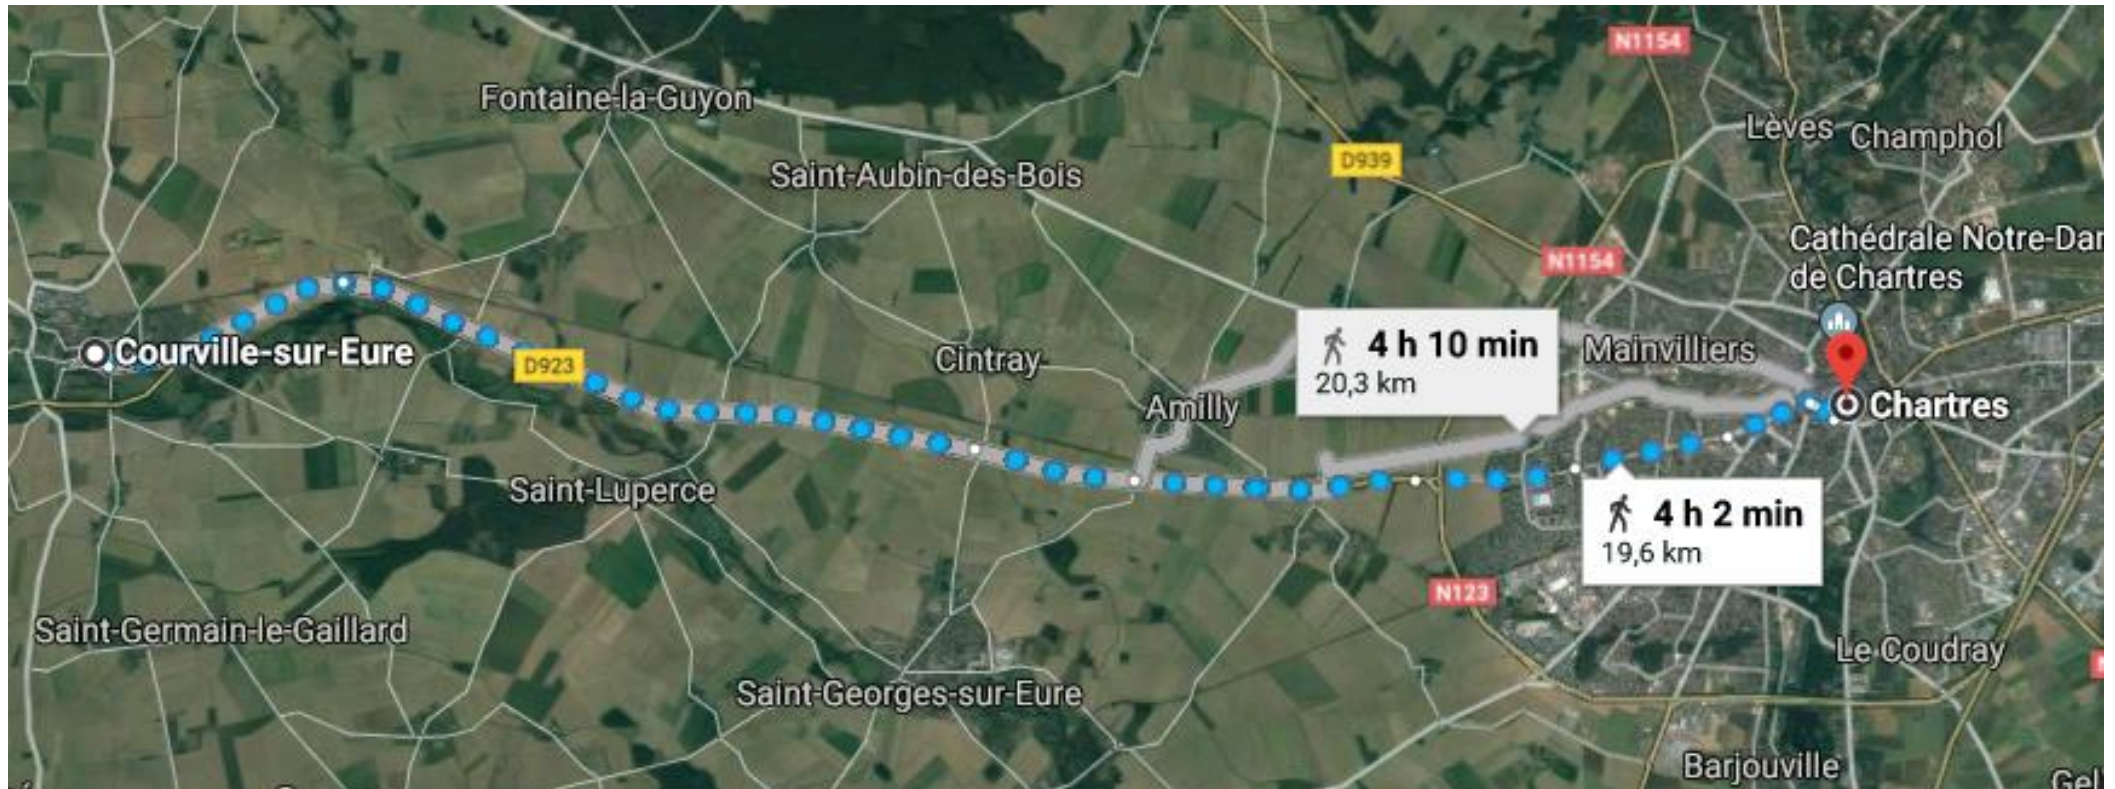 N1154
Fontaine-la-Guyon
Lèves
Champhol
D939
Saint-Aubin-des-Bois
Cathédrale Notre-Dar
de Chartres
N1154
4 h 10 min
20,3 km
Mainvilliers
Courville-sur-Eure
D923
Cintray
Amilly
Chartres
Saint-Luperce
4 h 2 min
19,6 km
N123
Saint-Germain-le-Gaillard
Le Coudray
Saint-Georges-sur-Eure
Barjouville
Gel